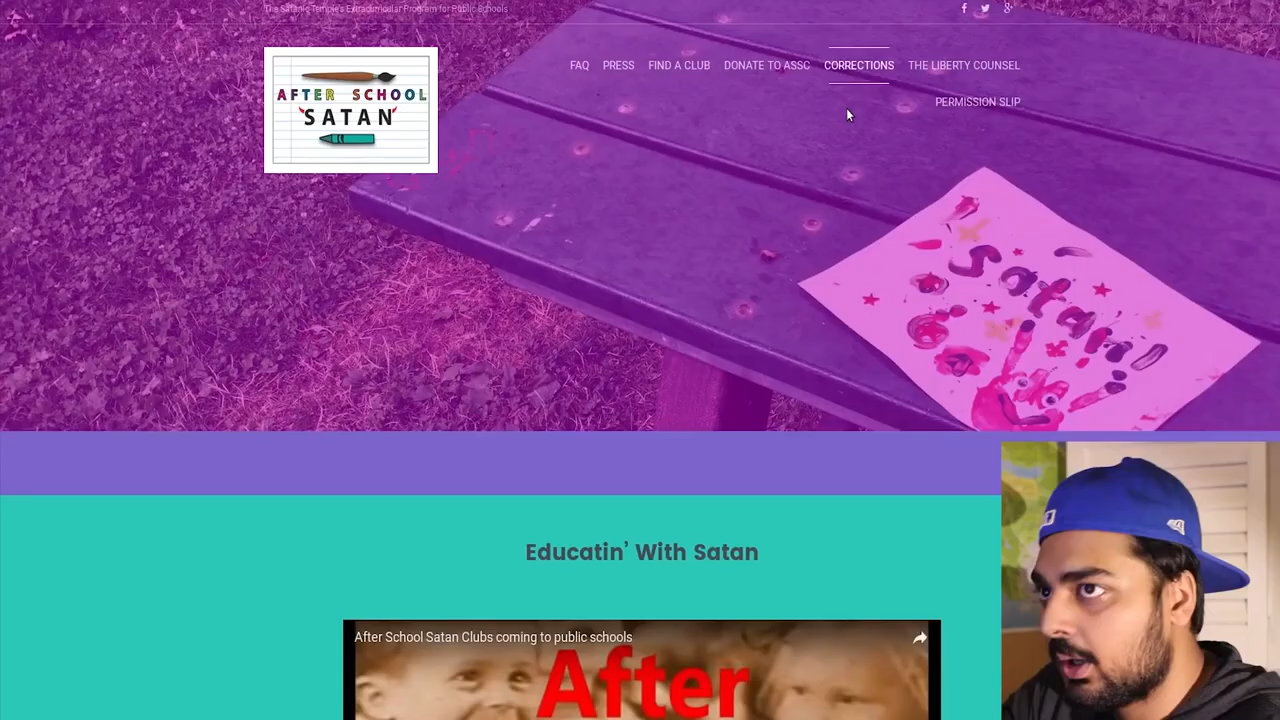 The Satanic Temple's Extracurricular Program for Public Schools
FAQ PRESS FIND A CLUB DONATE TO ASSC CORRECTIONS THE LIBERTY COUNSEL
PERMISSION SLIP
AFTER SCHOOL
SATAN
Satan!
Educatin' With Satan
After School Satan Clubs coming to public schools
After